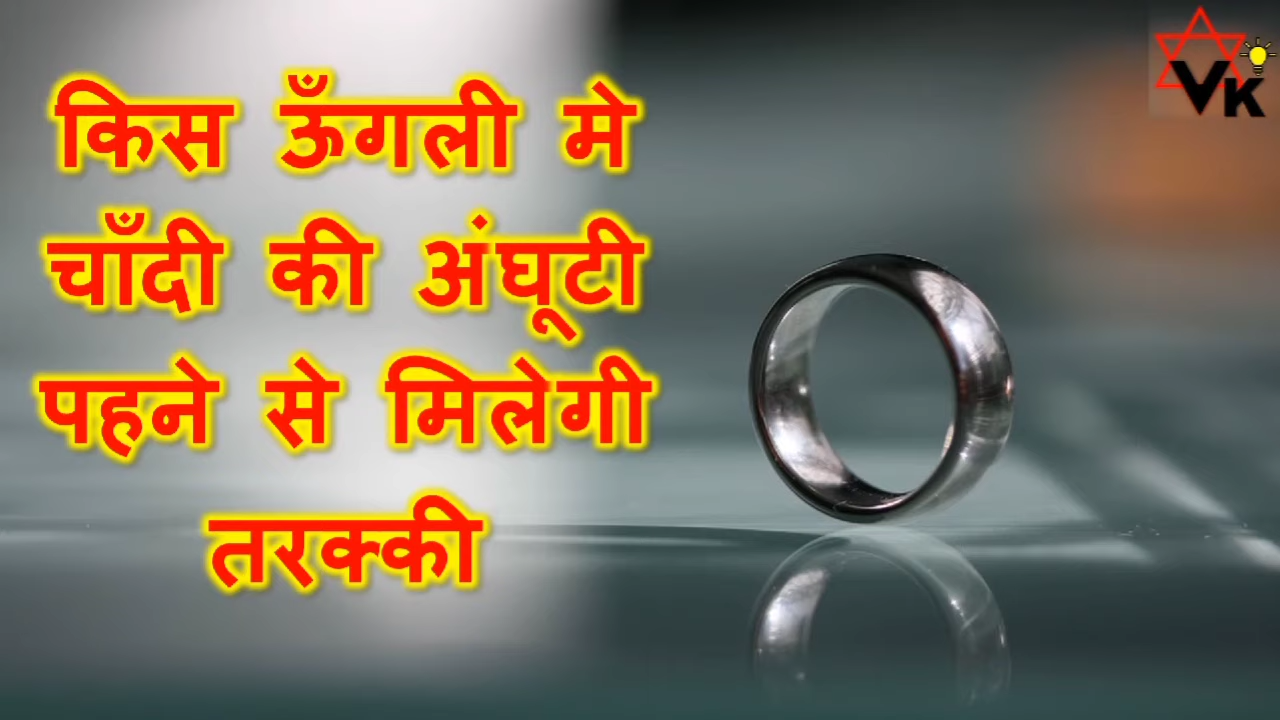 किस ऊँगली मे
चाँदी की अंघूटी
पहने से मिलेगी
तरक्की
VK